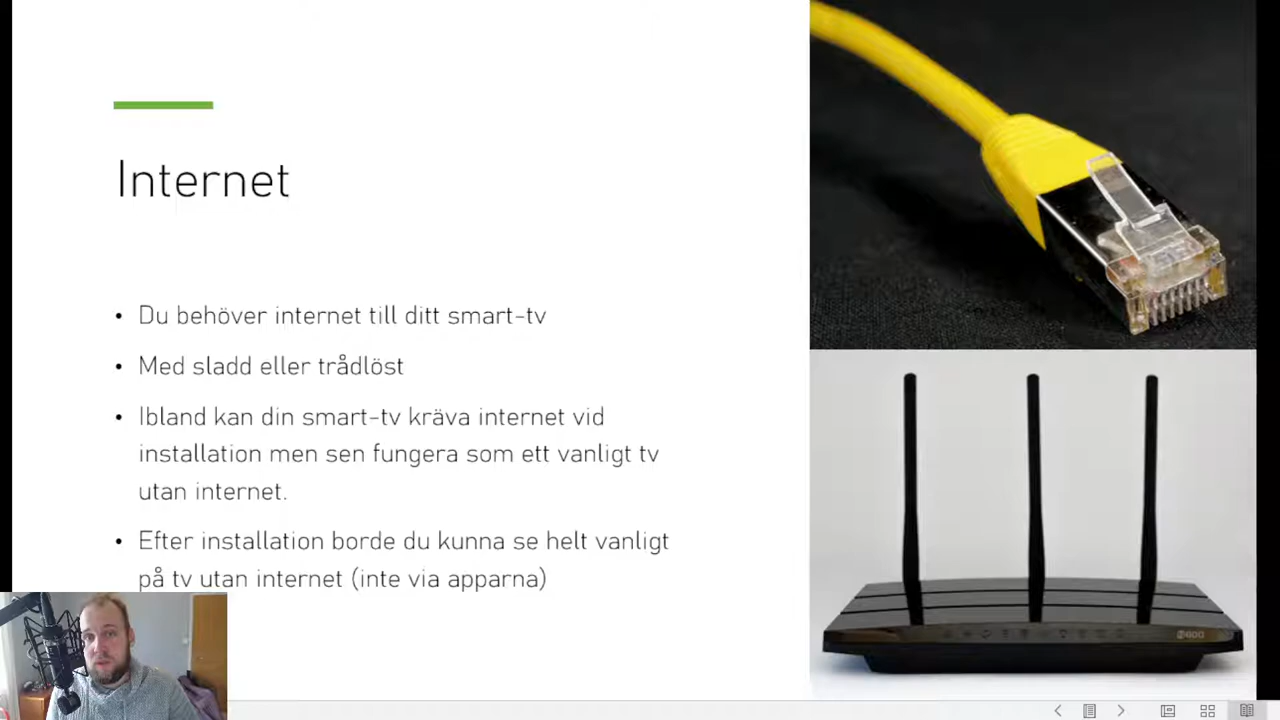 Internet
• Du behöver internet till ditt smart-tv
• Med sladd eller trådlöst
• Ibland kan din smart-tv kräva internet vid
installation men sen fungera som ett vanligt tv
utan internet.
• Efter installation borde du kunna se helt vanligt
på tv utan internet (inte via apparna)